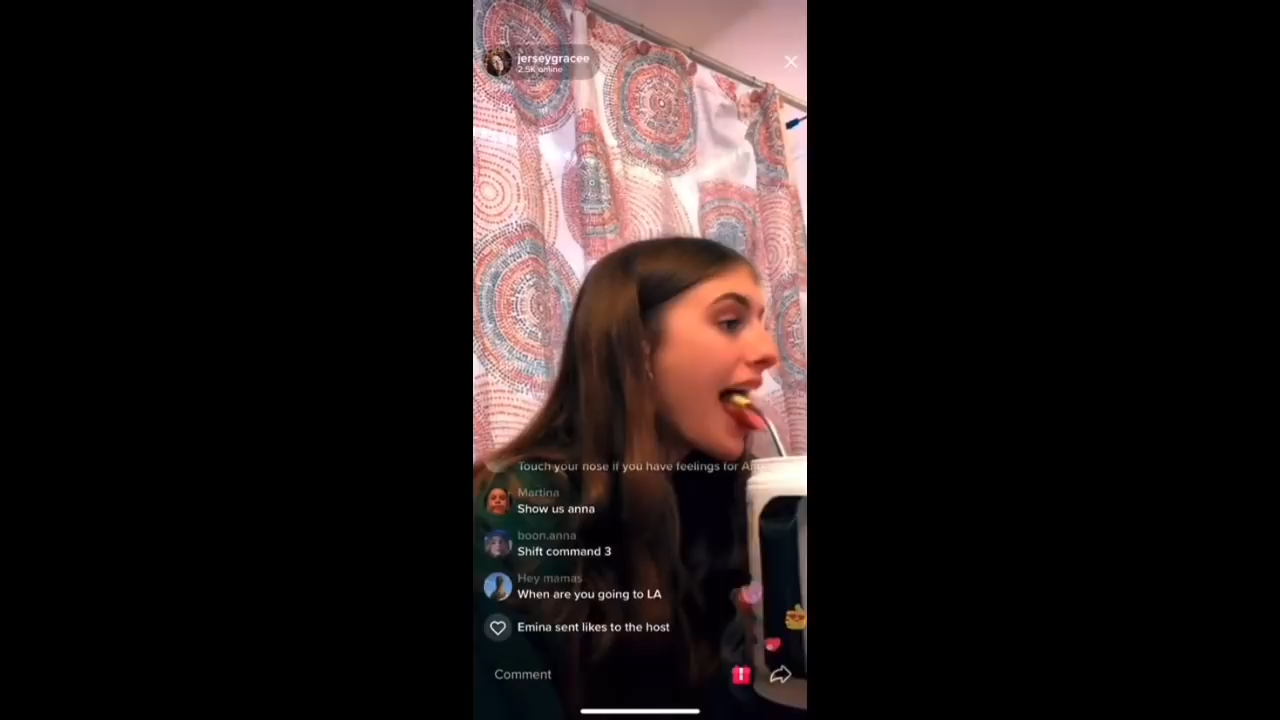 jerseygracee
2.5K online
Touch your nose if you have feelings for
Martina
Show us anna
boon.anna
Shift command 3
Hey mamas
When are you going to LA
Emina sent likes to the host
Comment